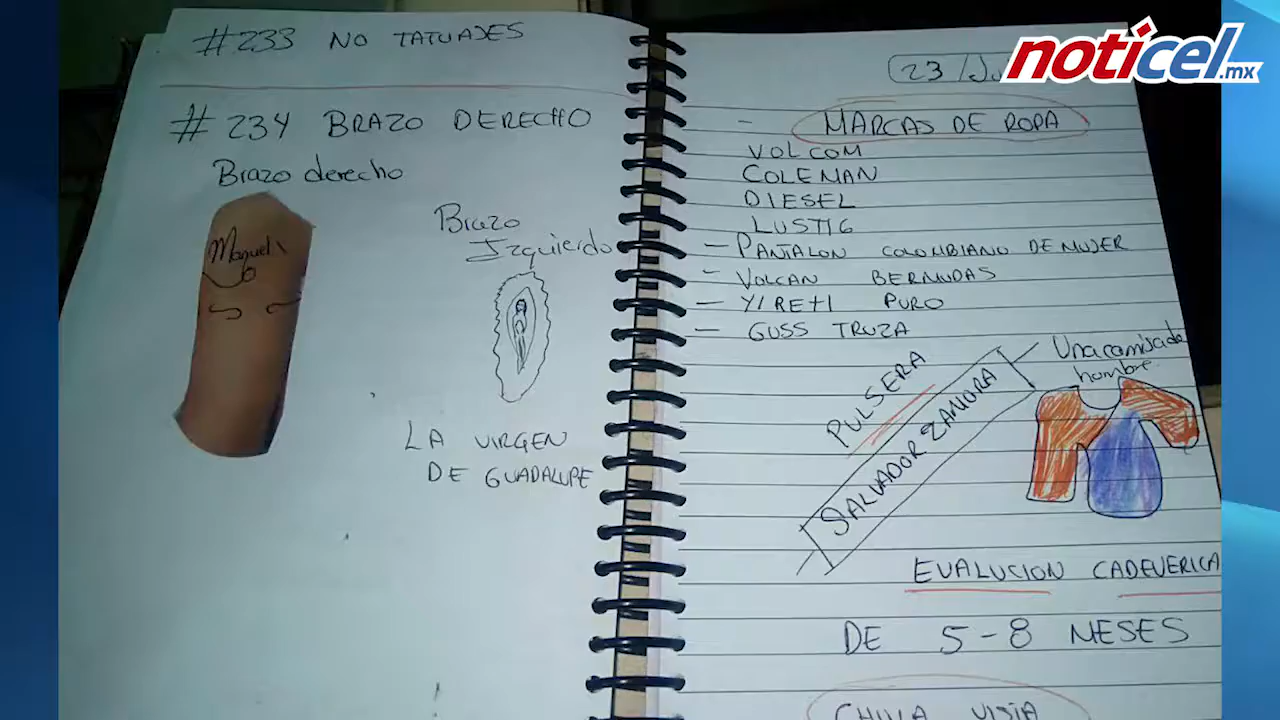 #233 NO TATUAJES
# 234 BRAZO DERECHO
Brazo derecho
Brazo
Izquierdo
LA VIRGEN
DE GUADALUPE
noticel.mx
23
MARCAS DE ROPA
VOLCOM
COLEMAN
DIESEL
LUSTIG
- PANTALON COLOMBIANO DE MUJER
- VOLCAN BERMUDAS
PURO
- GUSS TRUZA
PULSERA
SALVADOR ZAMORA
Una camisa de
hombre
EVALUCION CADEVERICA
DE 5-8 MESES